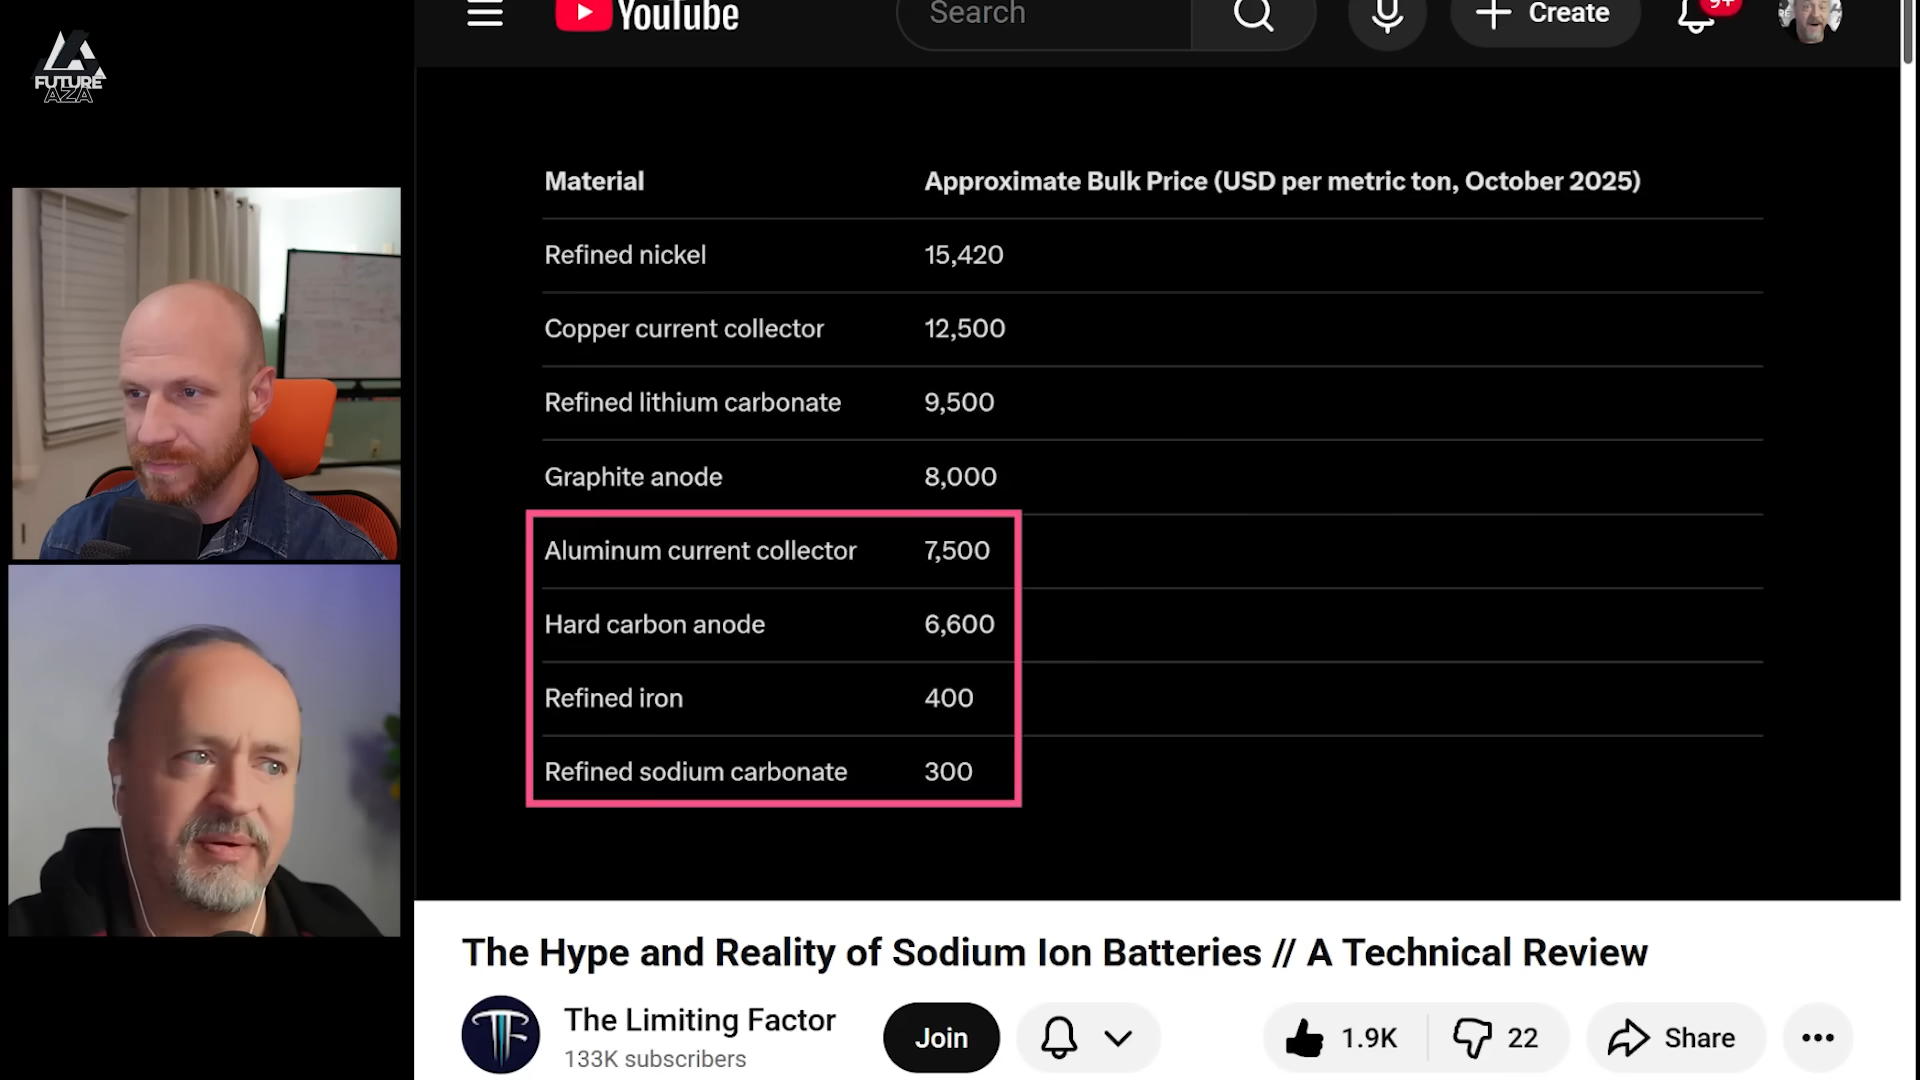 FUTURE
AZA
YouTube
Search
Create
9+
Material Approximate Bulk Price (USD per metric ton, October 2025)
Refined nickel 15,420
Copper current collector 12,500
Refined lithium carbonate 9,500
Graphite anode 8,000
Aluminum current collector 7,500
Hard carbon anode 6,600
Refined iron 400
Refined sodium carbonate 300
The Hype and Reality of Sodium Ion Batteries // A Technical Review
TF
The Limiting Factor
133K subscribers
Join
1.9K
22
Share